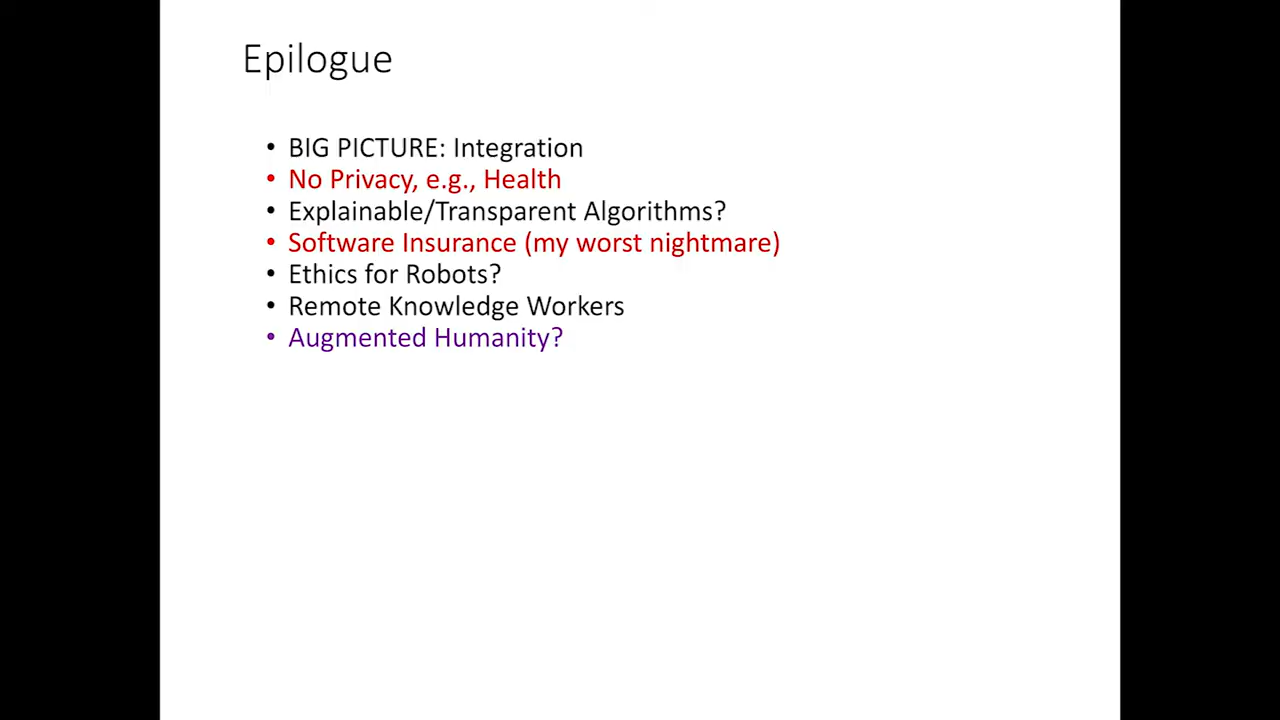 Epilogue
• BIG PICTURE: Integration
• No Privacy, e.g., Health
• Explainable/Transparent Algorithms?
• Software Insurance (my worst nightmare)
• Ethics for Robots?
• Remote Knowledge Workers
• Augmented Humanity?